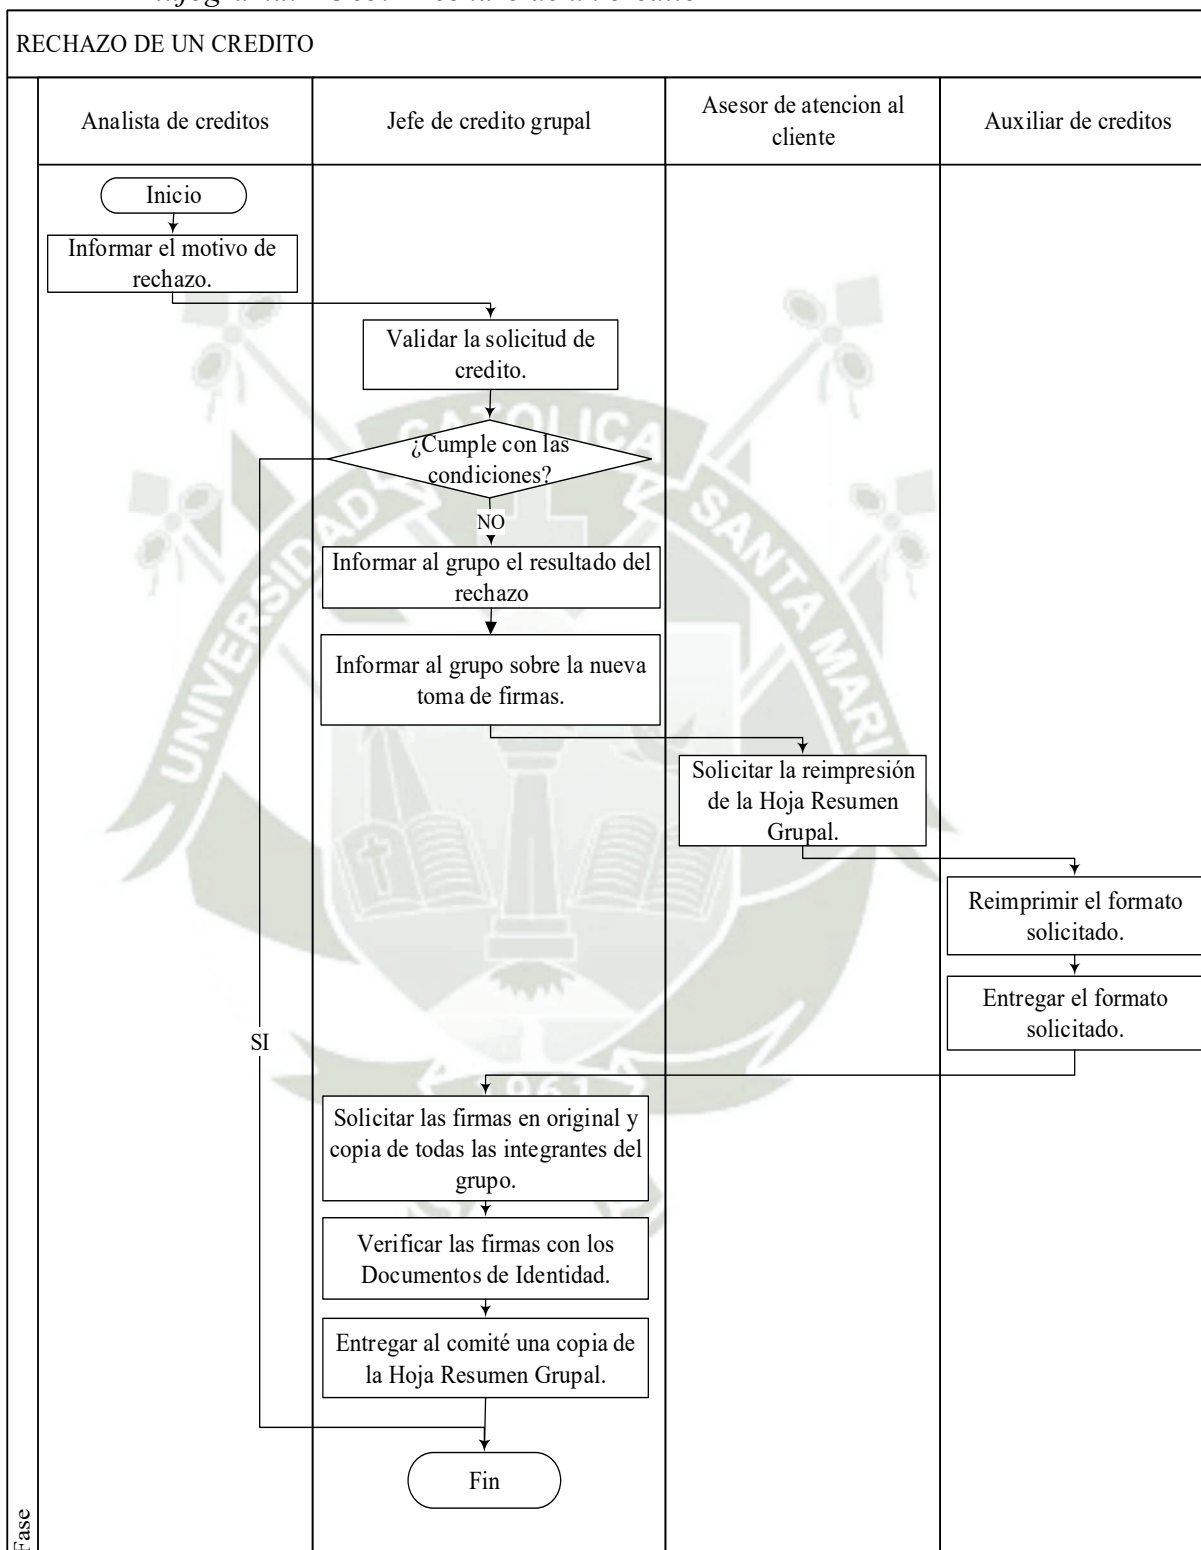 RECHAZO DE UN CREDITO
Analista de creditos
Jefe de credito grupal
Asesor de atencion al
cliente
Auxiliar de creditos
Inicio
Informar el motivo de
rechazo.
Validar la solicitud de
credito.
¿Cumple con las
condiciones?
NO
Informar al grupo el resultado del
rechazo
Informar al grupo sobre la nueva
toma de firmas.
Solicitar la reimpresión
de la Hoja Resumen
Grupal.
Reimprimir el formato
solicitado.
Entregar el formato
solicitado.
SI
Solicitar las firmas en original y
copia de todas las integrantes del
grupo.
Verificar las firmas con los
Documentos de Identidad.
Entregar al comité una copia de
la Hoja Resumen Grupal.
Fin
Fase
UNIVERSIDAD CATOLICA SANTA MARI
961